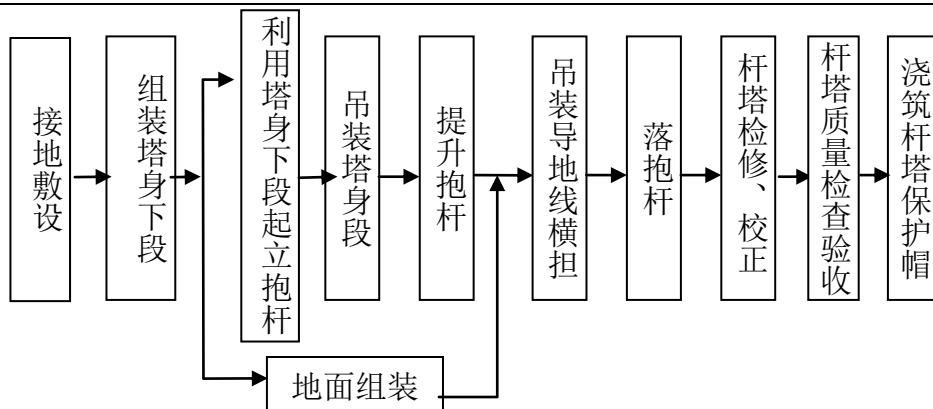 接地敷设
组装塔身下段
利用塔身下段起立抱杆
吊装塔身段
提升抱杆
吊装导地线横担
落抱杆
杆塔检修、校正
杆塔质量检查验收
浇筑杆塔保护帽
地面组装